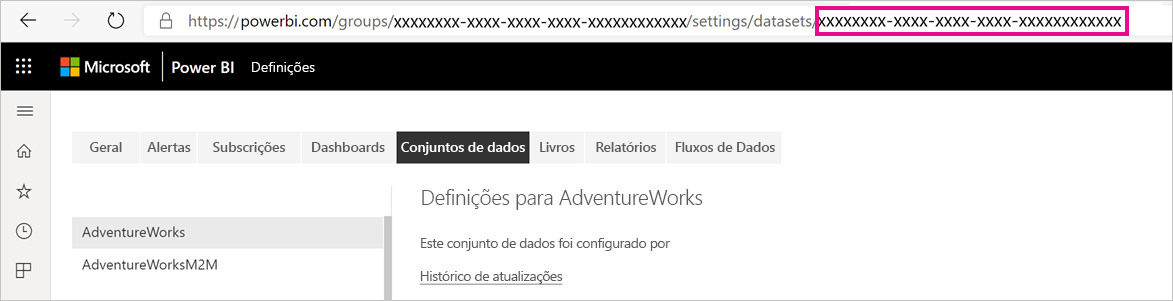 https://powerbi.com/groups/xxxxxxxx-xxxx-xxxx-xxxx-xxxxxxxxxxxx/settings/datasets/xxxxxxxx-xxxx-xxxx-xxxx-xxxxxxxxxxxx
Microsoft Power BI Definições
Geral Alertas Subscrições Dashboards Conjuntos de dados Livros Relatórios Fluxos de Dados
Definições para AdventureWorks
AdventureWorks
Este conjunto de dados foi configurado por
AdventureWorksM2M
Histórico de atualizações